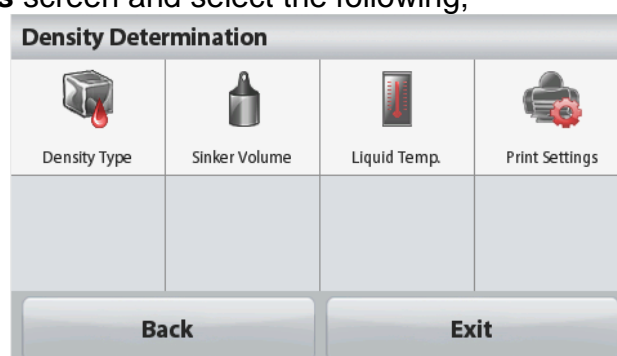 s screen and select the following;
Density Determination
Density Type Sinker Volume Liquid Temp. Print Settings
Back Exit